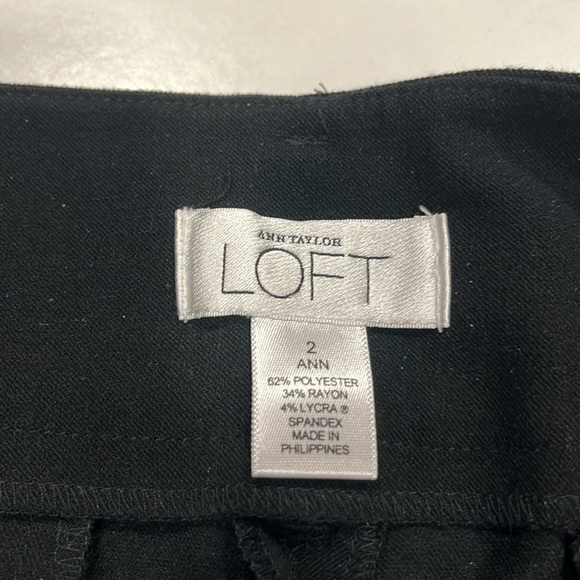 ANN TAYLOR
LOFT
2
ANN
62% POLYESTER
34% RAYON
4% LYCRA ®
SPANDEX
MADE IN
PHILIPPINES